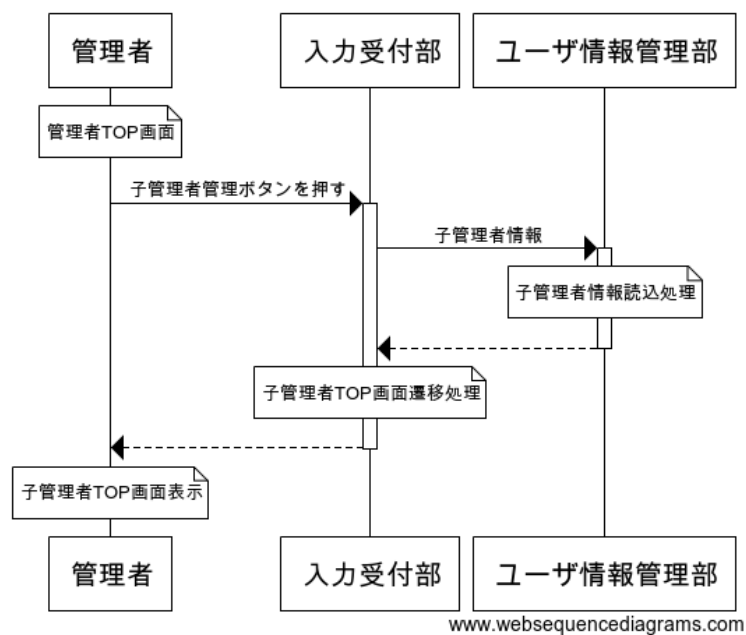 管理者
入力受付部
ユーザ情報管理部
管理者TOP画面
子管理者管理ボタンを押す
子管理者情報
子管理者情報読込処理
子管理者TOP画面遷移処理
子管理者TOP画面表示
管理者
入力受付部
ユーザ情報管理部
www.websequencediagrams.com